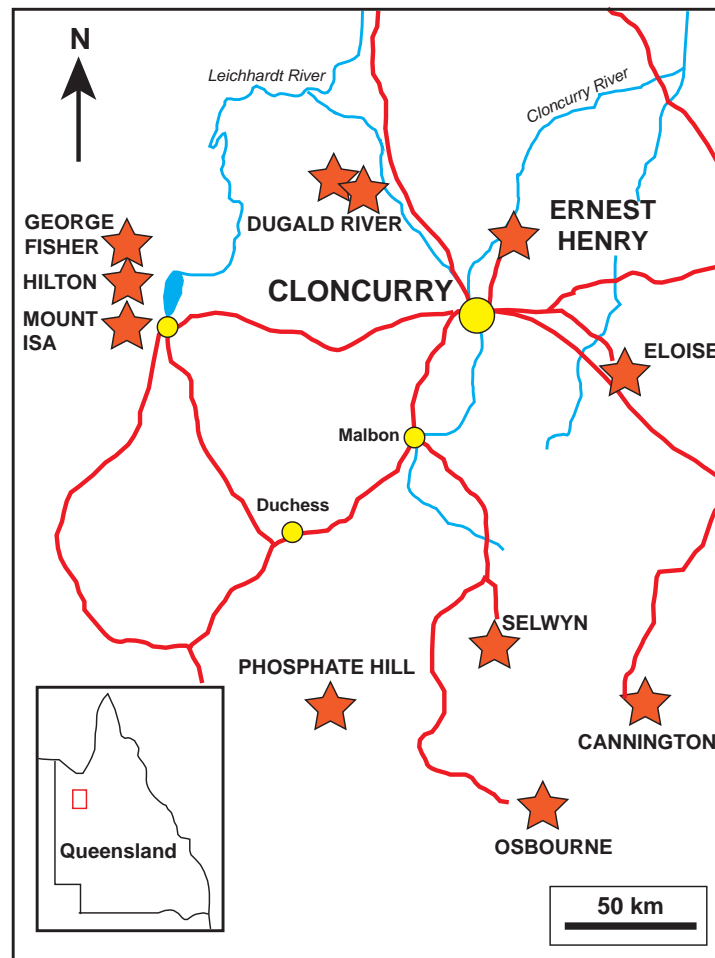 N
Leichhardt River
Cloncurry River
GEORGE
FISHER
HILTON
MOUNT
ISA
DUGALD RIVER
ERNEST
HENRY
CLONCURRY
ELOISE
Malbon
Duchess
SELWYN
PHOSPHATE HILL
CANNINGTON
OSBOURNE
Queensland
50 km